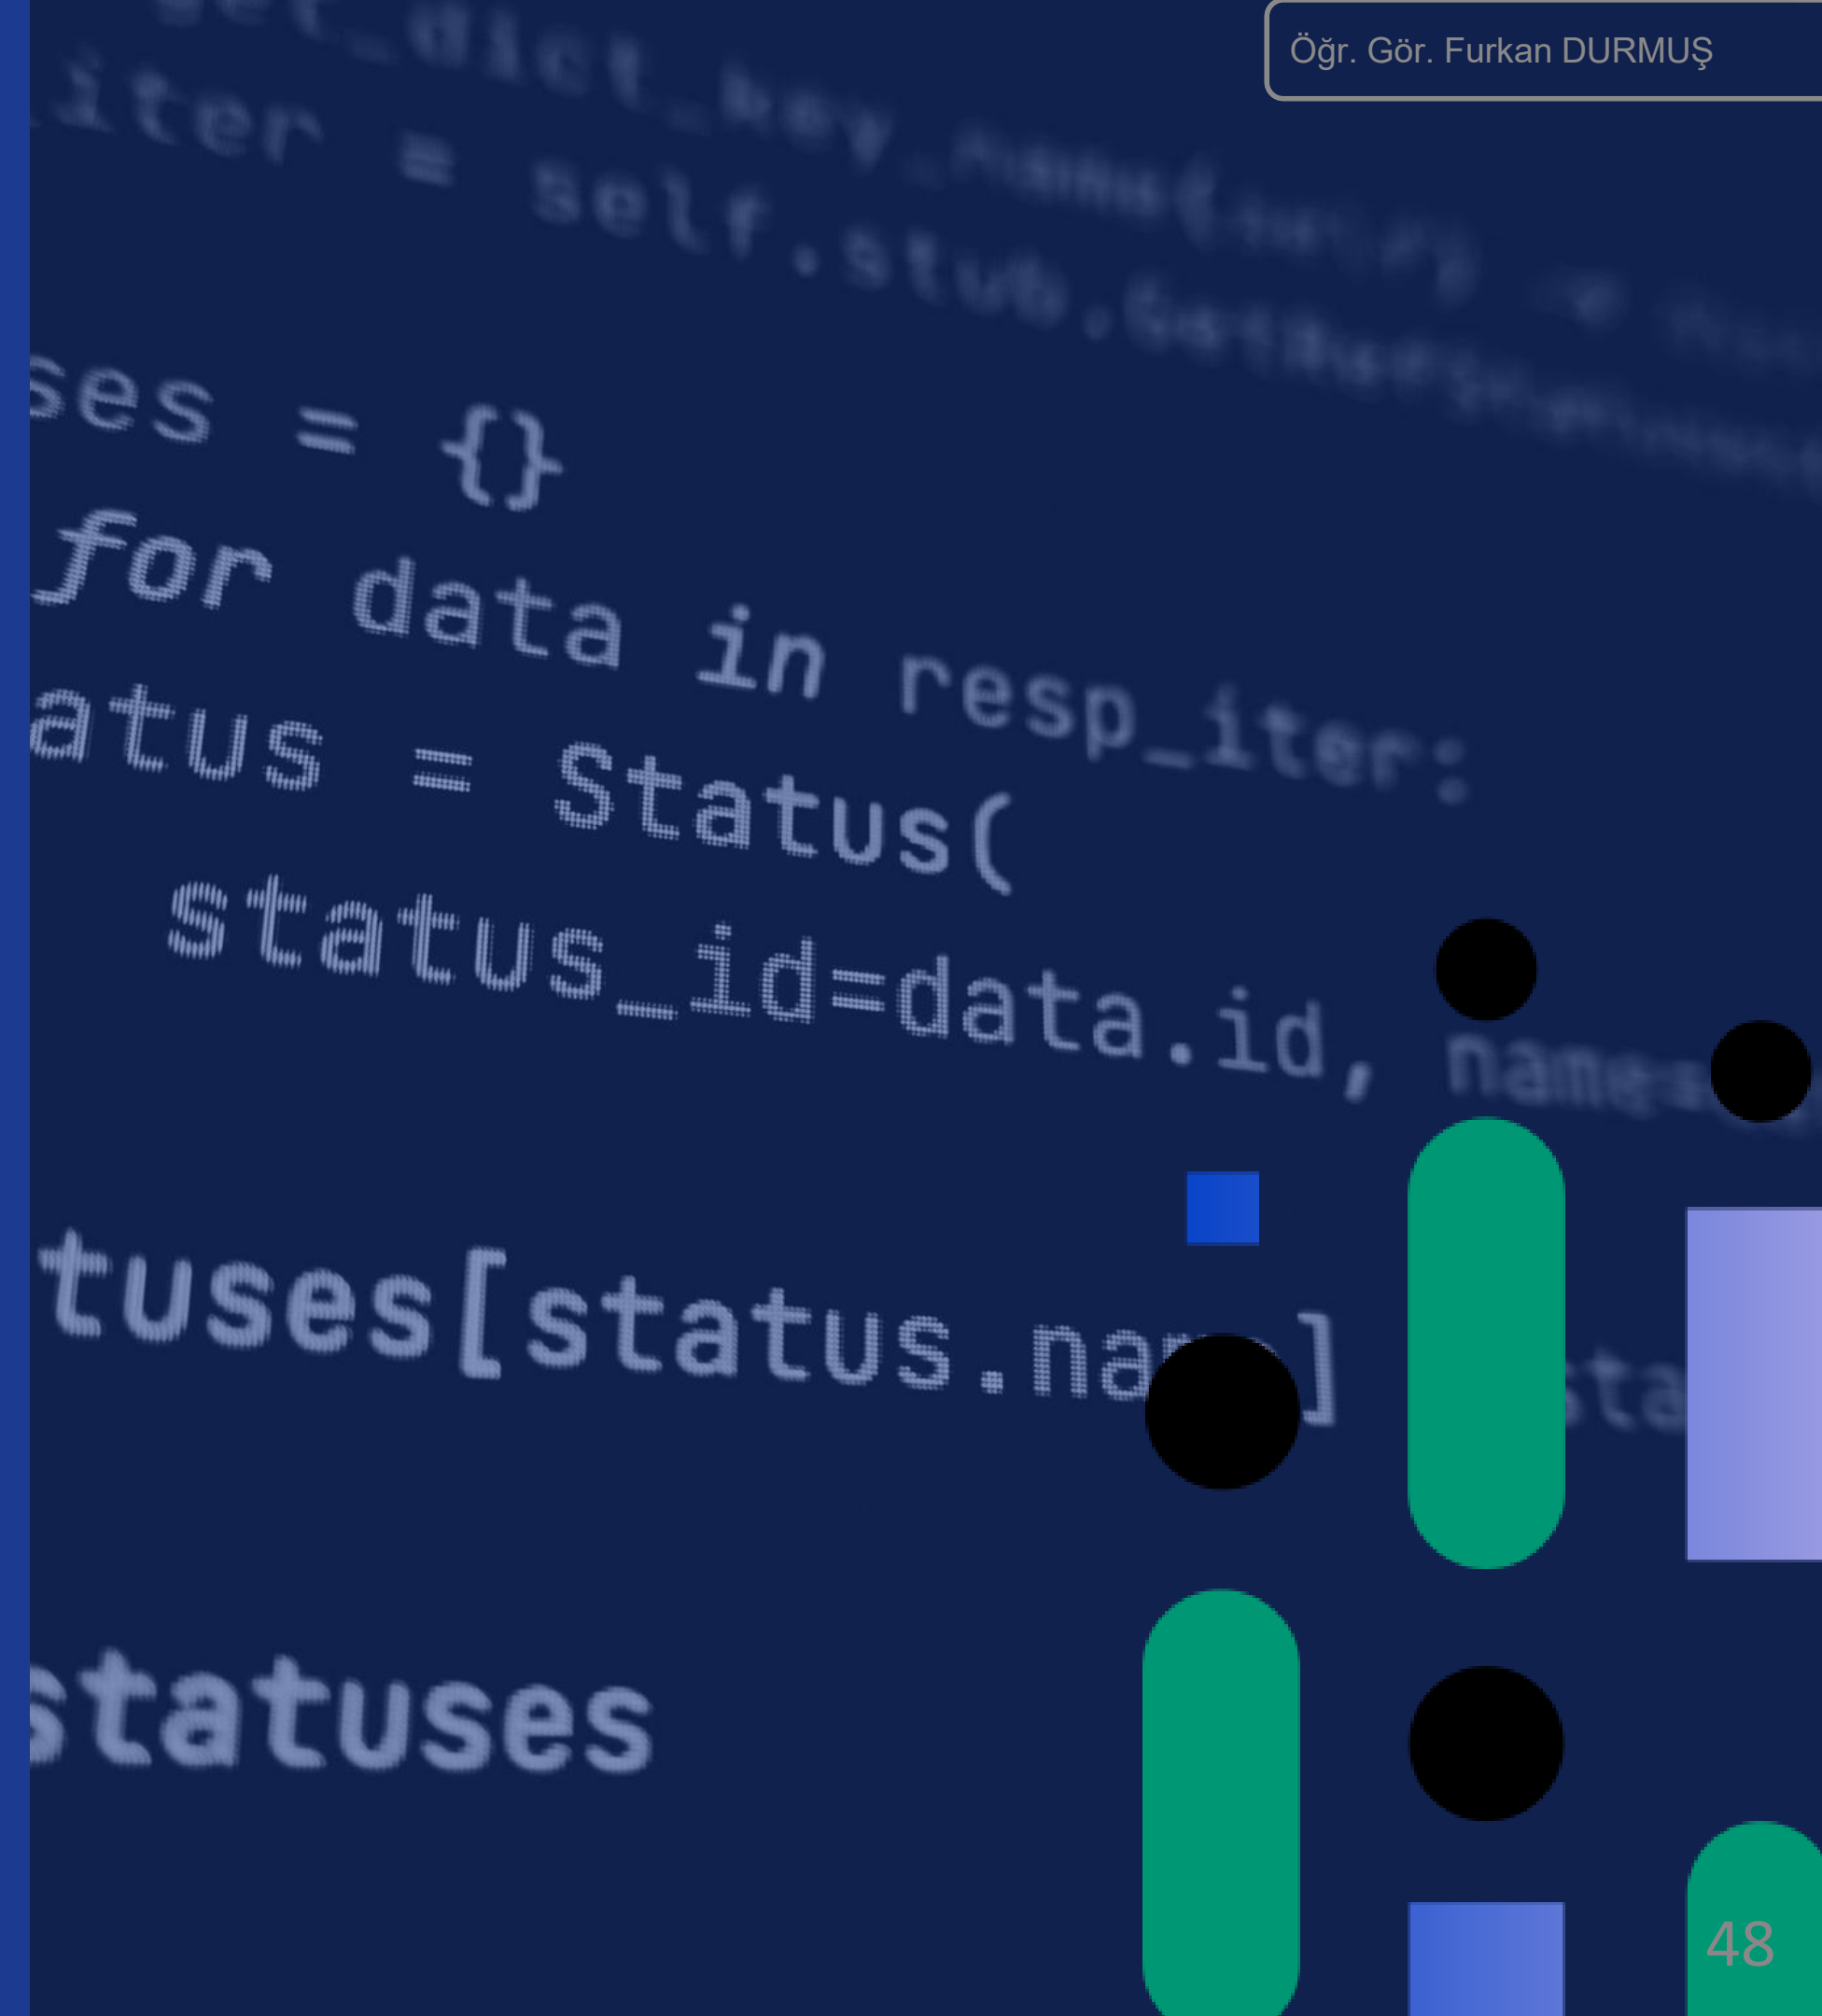 Öğr. Gör. Furkan DURMUŞ
iter = self.stub.
ses = {}
for data in resp_iter:
atus = Status(
status_id=data.id,
tuses[status.na ]
sta
statuses
48